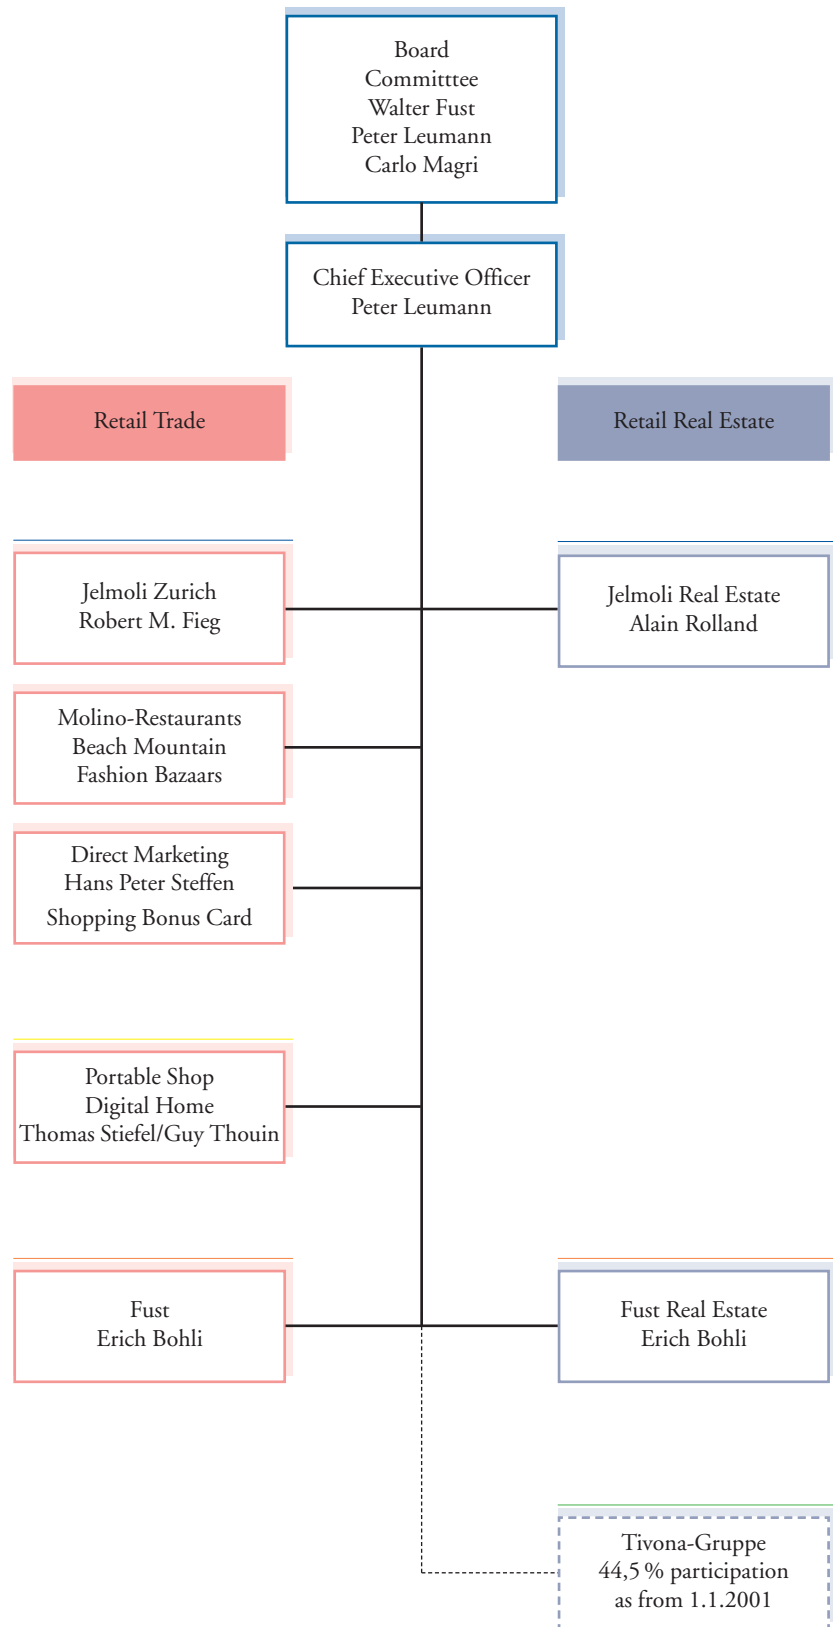 Board
Committtee
Walter Fust
Peter Leumann
Carlo Magri
Chief Executive Officer
Peter Leumann
Retail Trade
Retail Real Estate
Jelmoli Zurich
Robert M. Fieg
Jelmoli Real Estate
Alain Rolland
Molino-Restaurants
Beach Mountain
Fashion Bazaars
Direct Marketing
Hans Peter Steffen
Shopping Bonus Card
Portable Shop
Digital Home
Thomas Stiefel/Guy Thouin
Fust
Erich Bohli
Fust Real Estate
Erich Bohli
Tivona-Gruppe
44,5 % participation
as from 1.1.2001